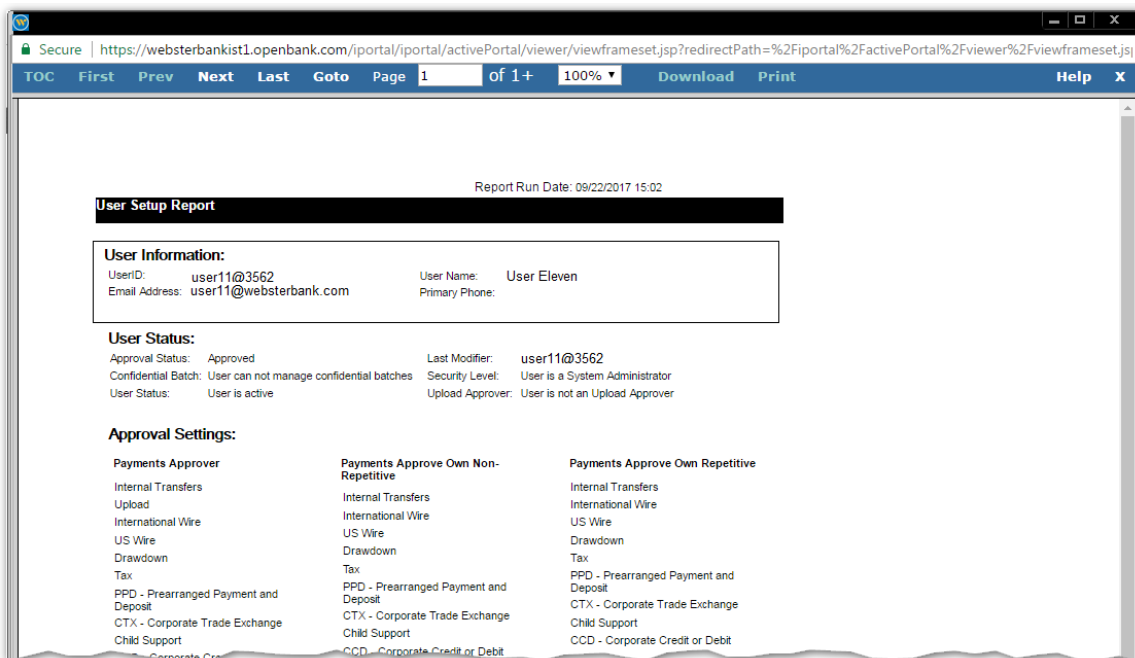 Secure | https://websterbankist1.openbank.com/iportal/iportal/activePortal/viewer/viewframeset.jsp?redirectPath=%2Fiportal%2FactivePortal%2Fviewer%2Fviewframeset.jsp
TOC First Prev Next Last Goto Page 1 of 1+ 100% Download Print Help X
Report Run Date: 09/22/2017 15:02
User Setup Report
User Information:
UserID: user11@3562 User Name: User Eleven
Email Address: user11@websterbank.com Primary Phone:
User Status:
Approval Status: Approved Last Modifier: user11@3562
Confidential Batch: User can not manage confidential batches Security Level: User is a System Administrator
User Status: User is active Upload Approver: User is not an Upload Approver
Approval Settings:
Payments Approver
Internal Transfers
Upload
International Wire
US Wire
Drawdown
Tax
PPD - Prearranged Payment and
Deposit
CTX - Corporate Trade Exchange
Child Support
Corporate
Payments Approve Own Non-
Repetitive
Internal Transfers
International Wire
US Wire
Drawdown
Tax
PPD - Prearranged Payment and
Deposit
CTX - Corporate Trade Exchange
Child Support
CCD - Corporate Credit or Debit
Payments Approve Own Repetitive
Internal Transfers
International Wire
US Wire
Drawdown
Tax
PPD - Prearranged Payment and
Deposit
CTX - Corporate Trade Exchange
Child Support
CCD - Corporate Credit or Debit